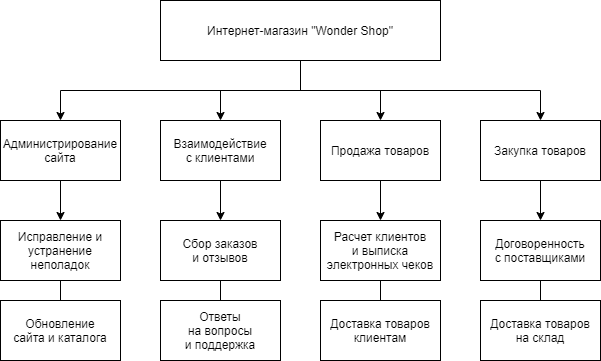 Интернет-магазин "Wonder Shop"
Администрирование
сайта
Взаимодействие
с клиентами
Продажа товаров
Закупка товаров
Исправление и
устранение
неполадок
Сбор заказов
и отзывов
Расчет клиентов
и выписка
электронных чеков
Договоренность
с поставщиками
Обновление
сайта и каталога
Ответы
на вопросы
и поддержка
Доставка товаров
клиентам
Доставка товаров
на склад